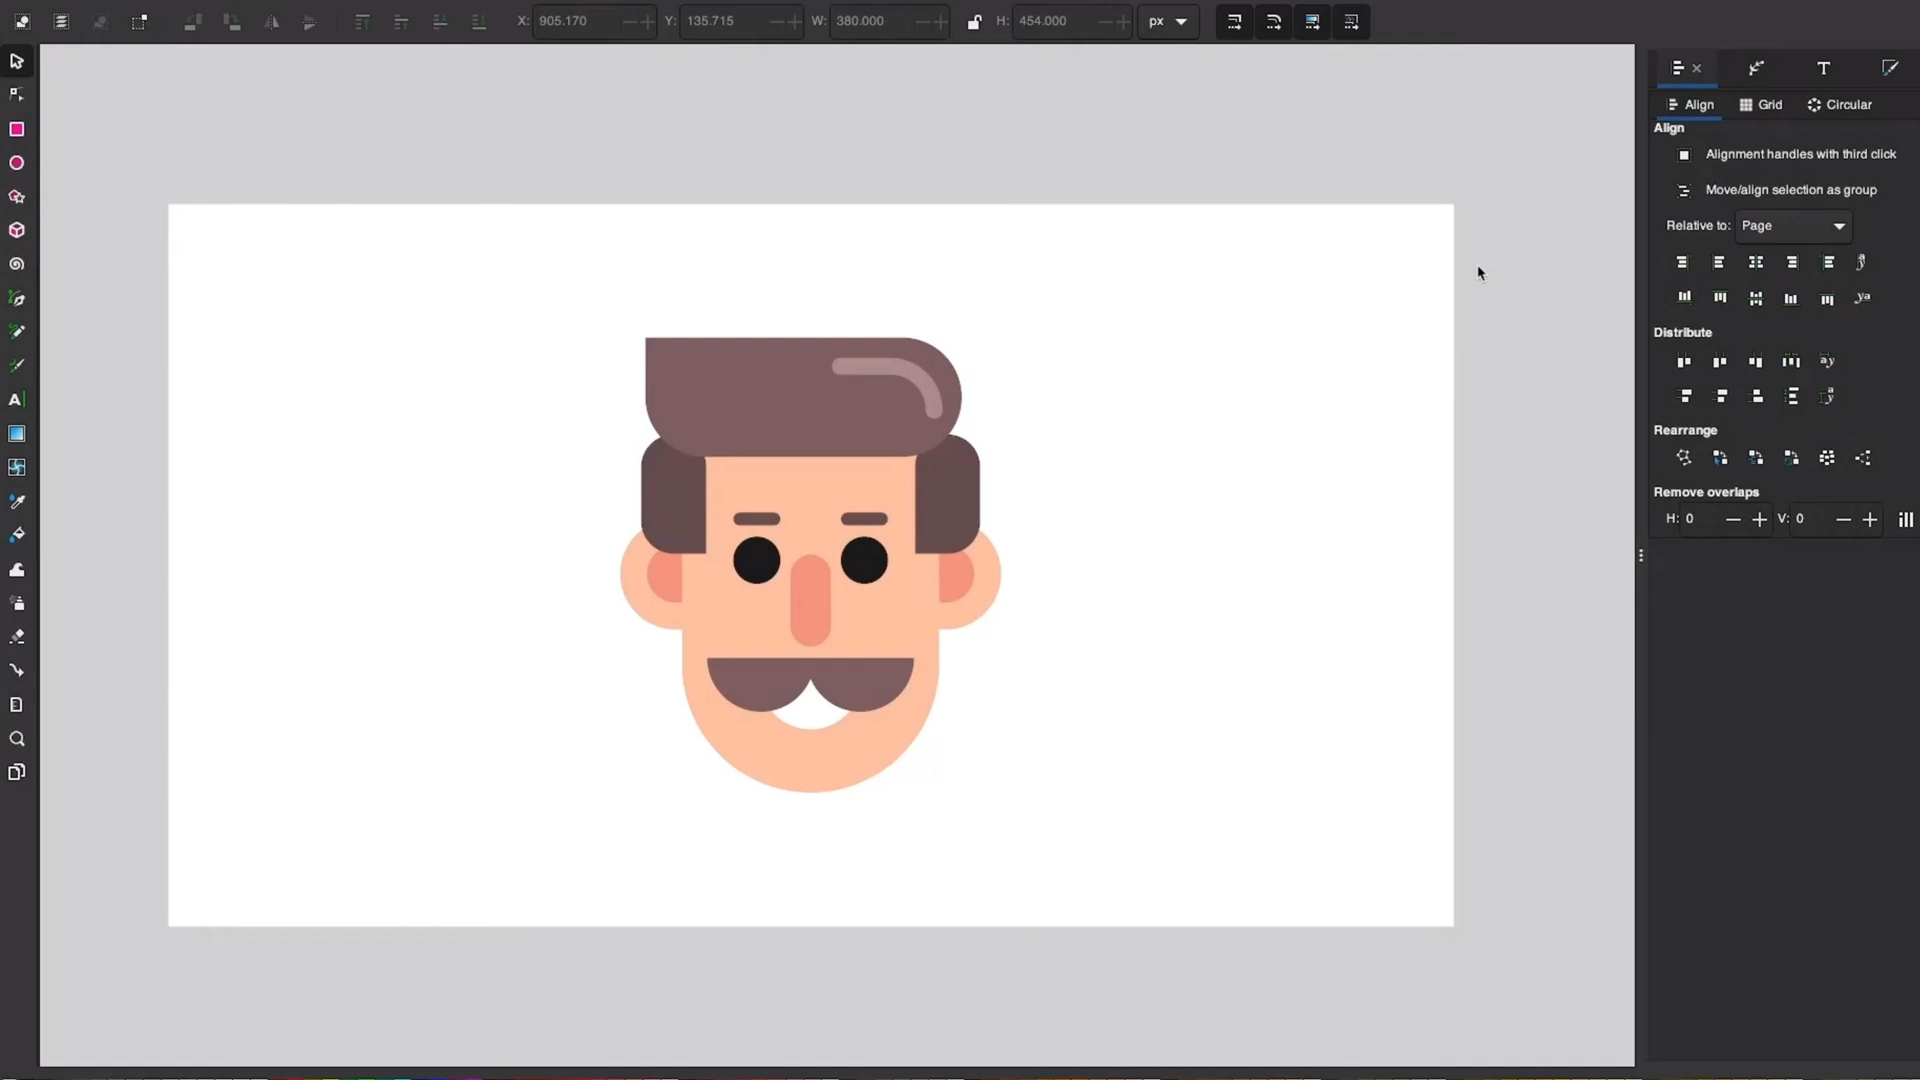 X: 905.170 Y: 135.715 W: 380.000 H: 454.000 px
Align Grid Circular
Align
Alignment handles with third click
Move/align selection as group
Relative to: Page
Distribute
Rearrange
Remove overlaps
H: 0 V: 0